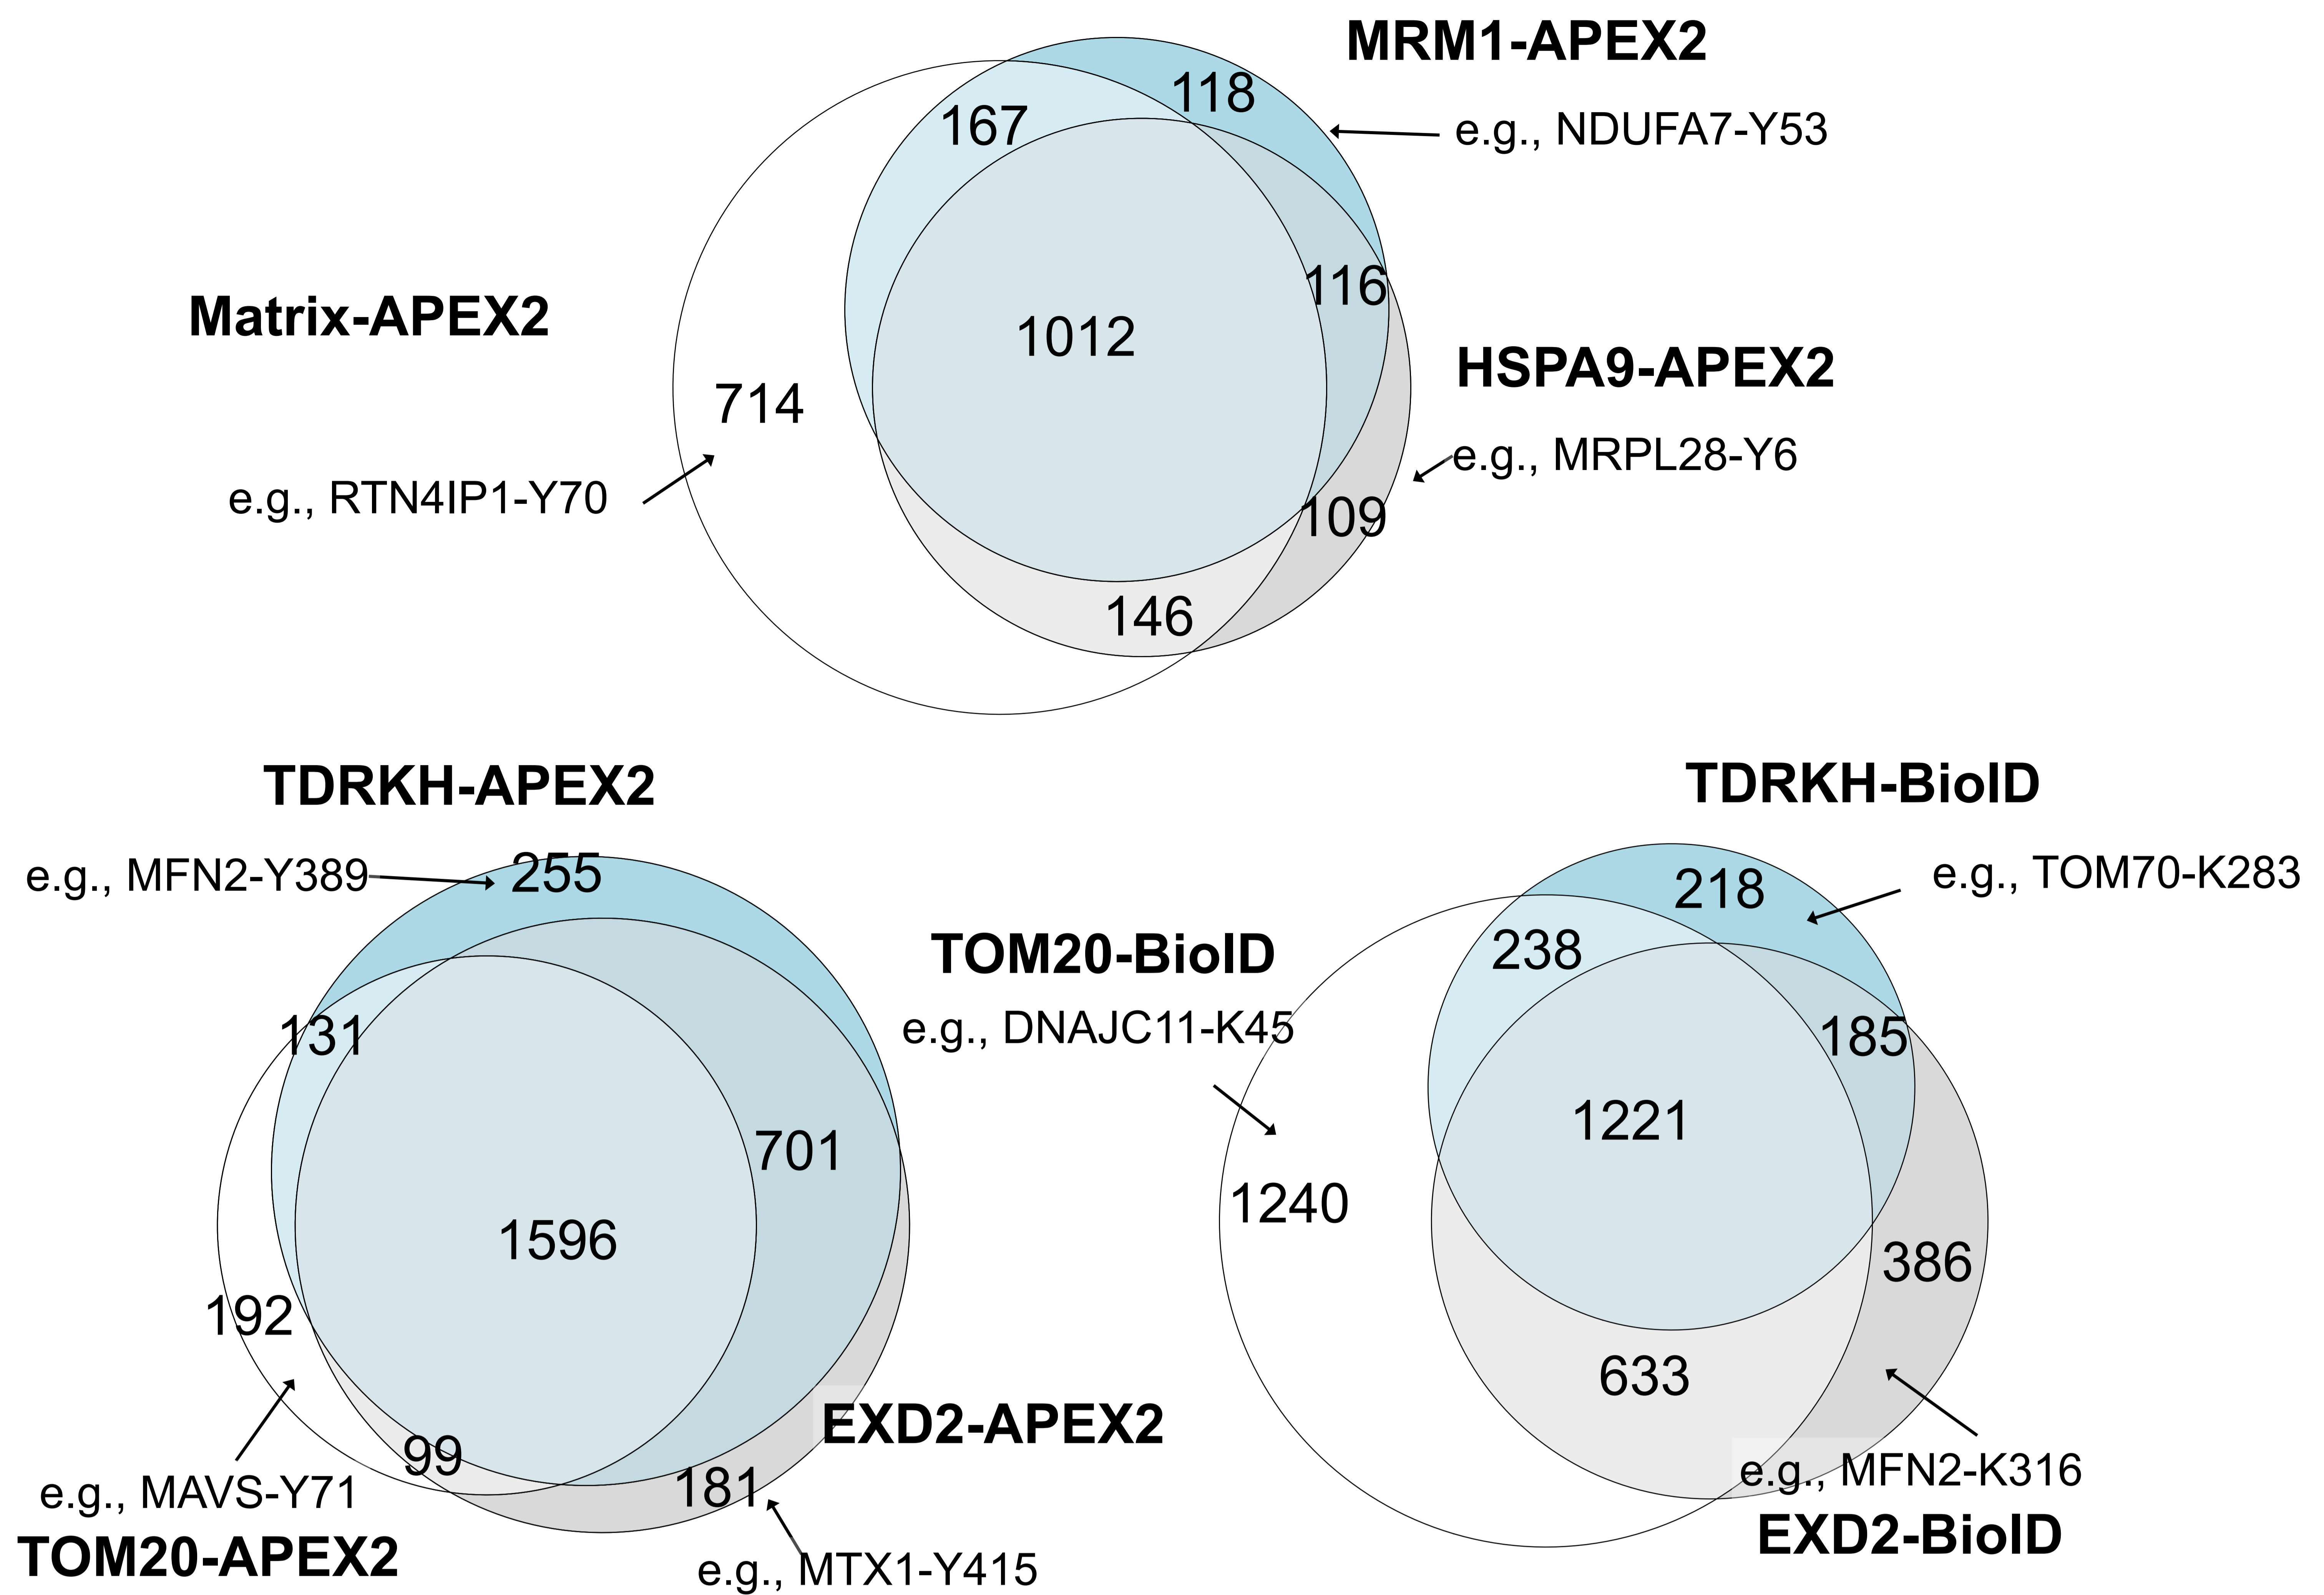 MRM1-APEX2
118
167
e.g., NDUFA7-Y53
116
Matrix-APEX2
1012
HSPA9-APEX2
714
e.g., MRPL28-Y6
e.g., RTN4IP1-Y70
109
146
TDRKH-APEX2
e.g., MFN2-Y389
255
131
701
1596
192
99
EXD2-APEX2
181
e.g., MAVS-Y71
TOM20-APEX2
e.g., MTX1-Y415
TDRKH-BioID
218
e.g., TOM70-K283
TOM20-BioID
238
e.g., DNAJC11-K45
185
1221
1240
386
633
e.g., MFN2-K316
EXD2-BioID